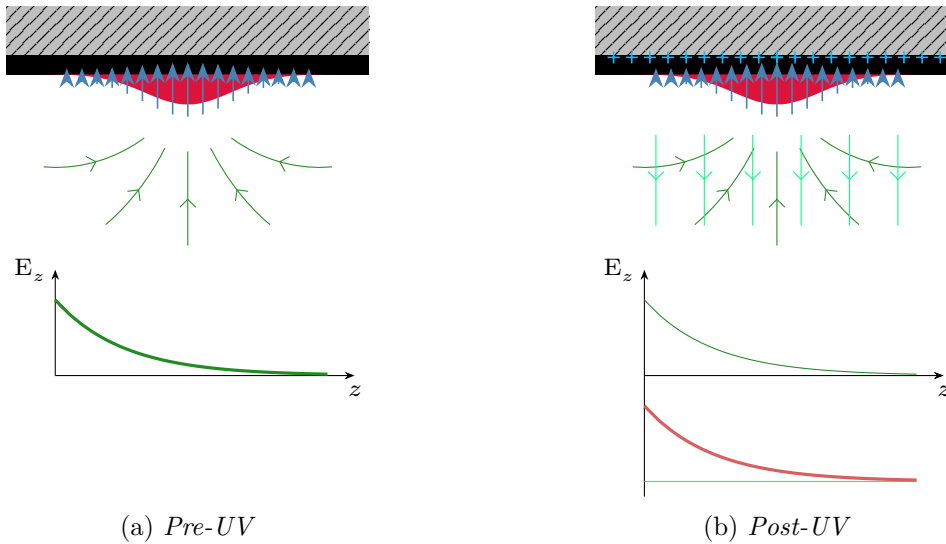 E_z
z
(a) Pre-UV
+ + + + + + + + + + + + + + + + + + +
E_z
z
(b) Post-UV